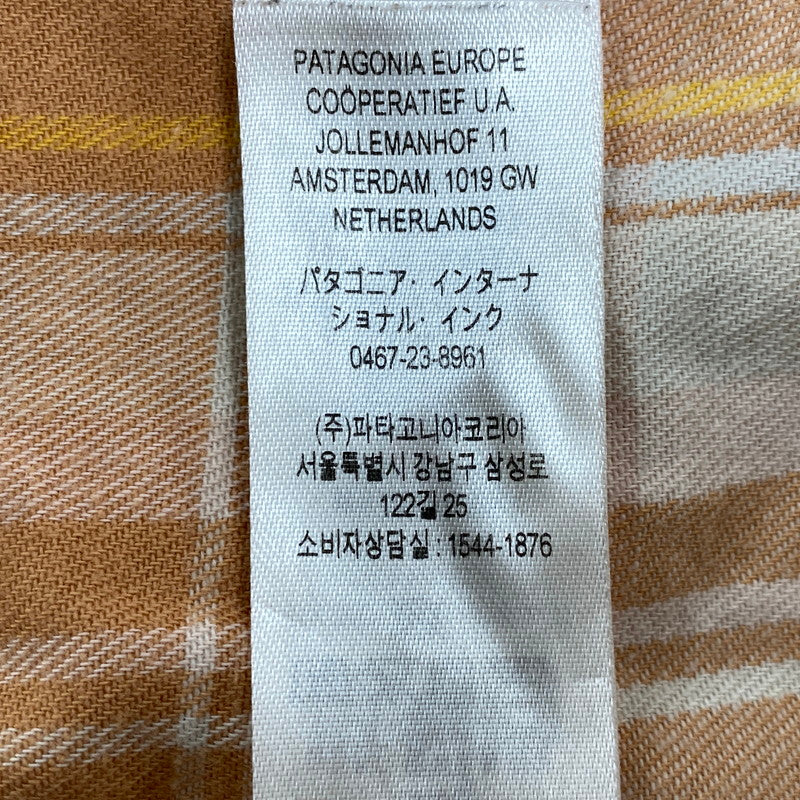 PATAGONIA EUROPE
COÖPERATIEF U.A.
JOLLEMANHOF 11
AMSTERDAM, 1019 GW
NETHERLANDS
パタゴニア・インターナ
ショナル・インク
0467-23-8961
(주)파타고니아코리아
서울특별시 강남구 삼성로
122길 25
소비자상담실 : 1544-1876